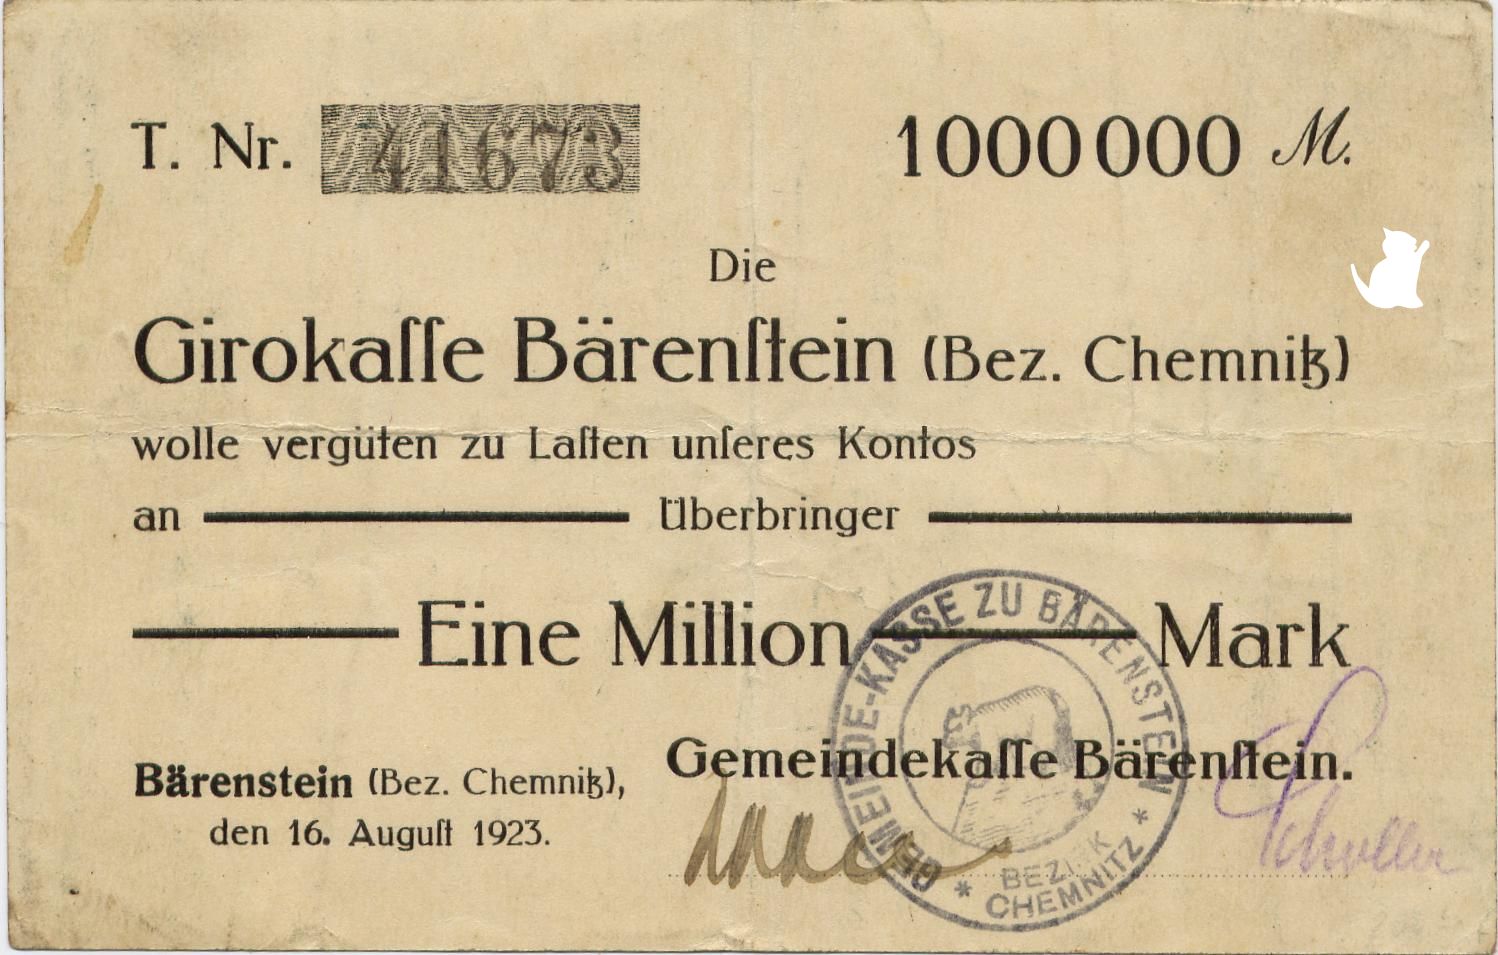 T. Nr. 41673
1000000 M.
Die
Girokaſſe Bärenſtein (Bez. Chemnitz)
wolle vergüten zu Laſten unſeres Kontos
an Überbringer
Eine Million Mark
Bärenstein (Bez. Chemnitz),
den 16. Auguſt 1923.
Gemeindekaſſe Bärenſtein.
GEMEINDE-KASSE ZU BÄRENSTEIN
* BEZIRK *
CHEMNITZ